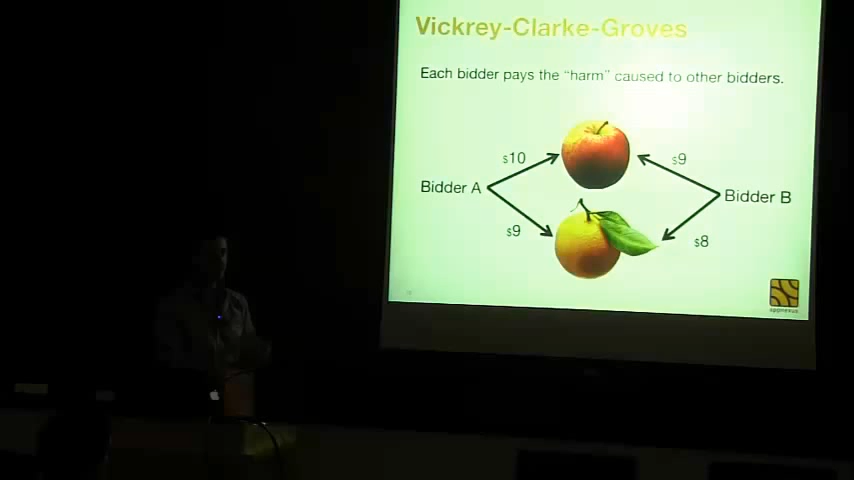 Vickrey-Clarke-Groves
Each bidder pays the “harm” caused to other bidders.
$10
$9
Bidder A
Bidder B
$9
$8
appnexus